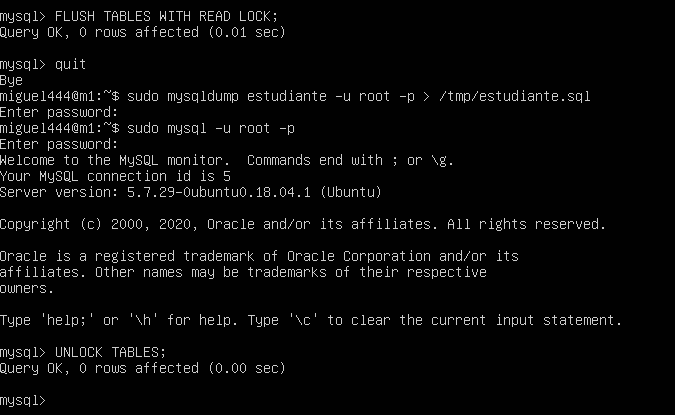 mysql> FLUSH TABLES WITH READ LOCK;
Query OK, 0 rows affected (0.01 sec)
mysql> quit
Bye
miguel444@m1:~$ sudo mysqldump estudiante -u root -p > /tmp/estudiante.sql
Enter password:
miguel444@m1:~$ sudo mysql -u root -p
Enter password:
Welcome to the MySQL monitor.  Commands end with ; or \g.
Your MySQL connection id is 5
Server version: 5.7.29-0ubuntu0.18.04.1 (Ubuntu)
Copyright (c) 2000, 2020, Oracle and/or its affiliates. All rights reserved.
Oracle is a registered trademark of Oracle Corporation and/or its
affiliates. Other names may be trademarks of their respective
owners.
Type 'help;' or '\h' for help. Type '\c' to clear the current input statement.
mysql> UNLOCK TABLES;
Query OK, 0 rows affected (0.00 sec)
mysql>